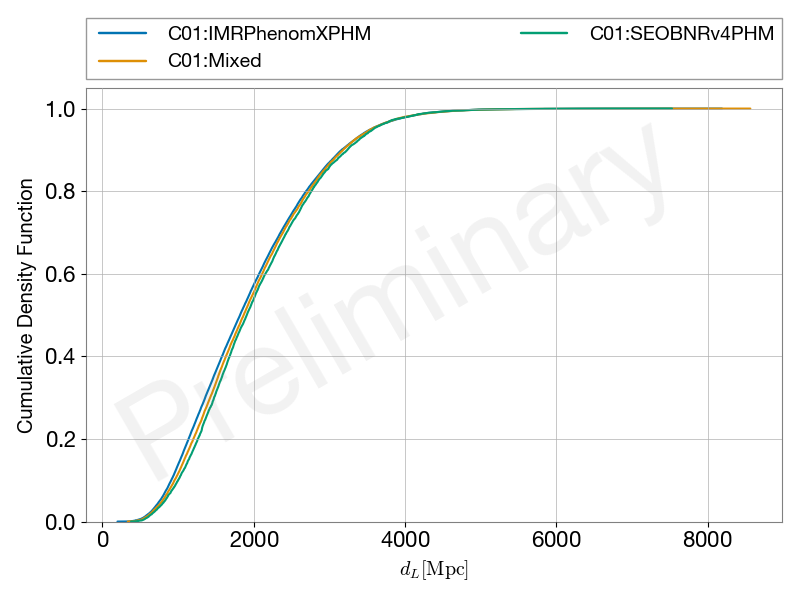 C01:IMRPhenomXPHM
C01:Mixed
C01:SEOBNRv4PHM
1.0
0.8
0.6
0.4
0.2
0.0
Cumulative Density Function
Preliminary
0
2000
4000
6000
8000
d_L[Mpc]